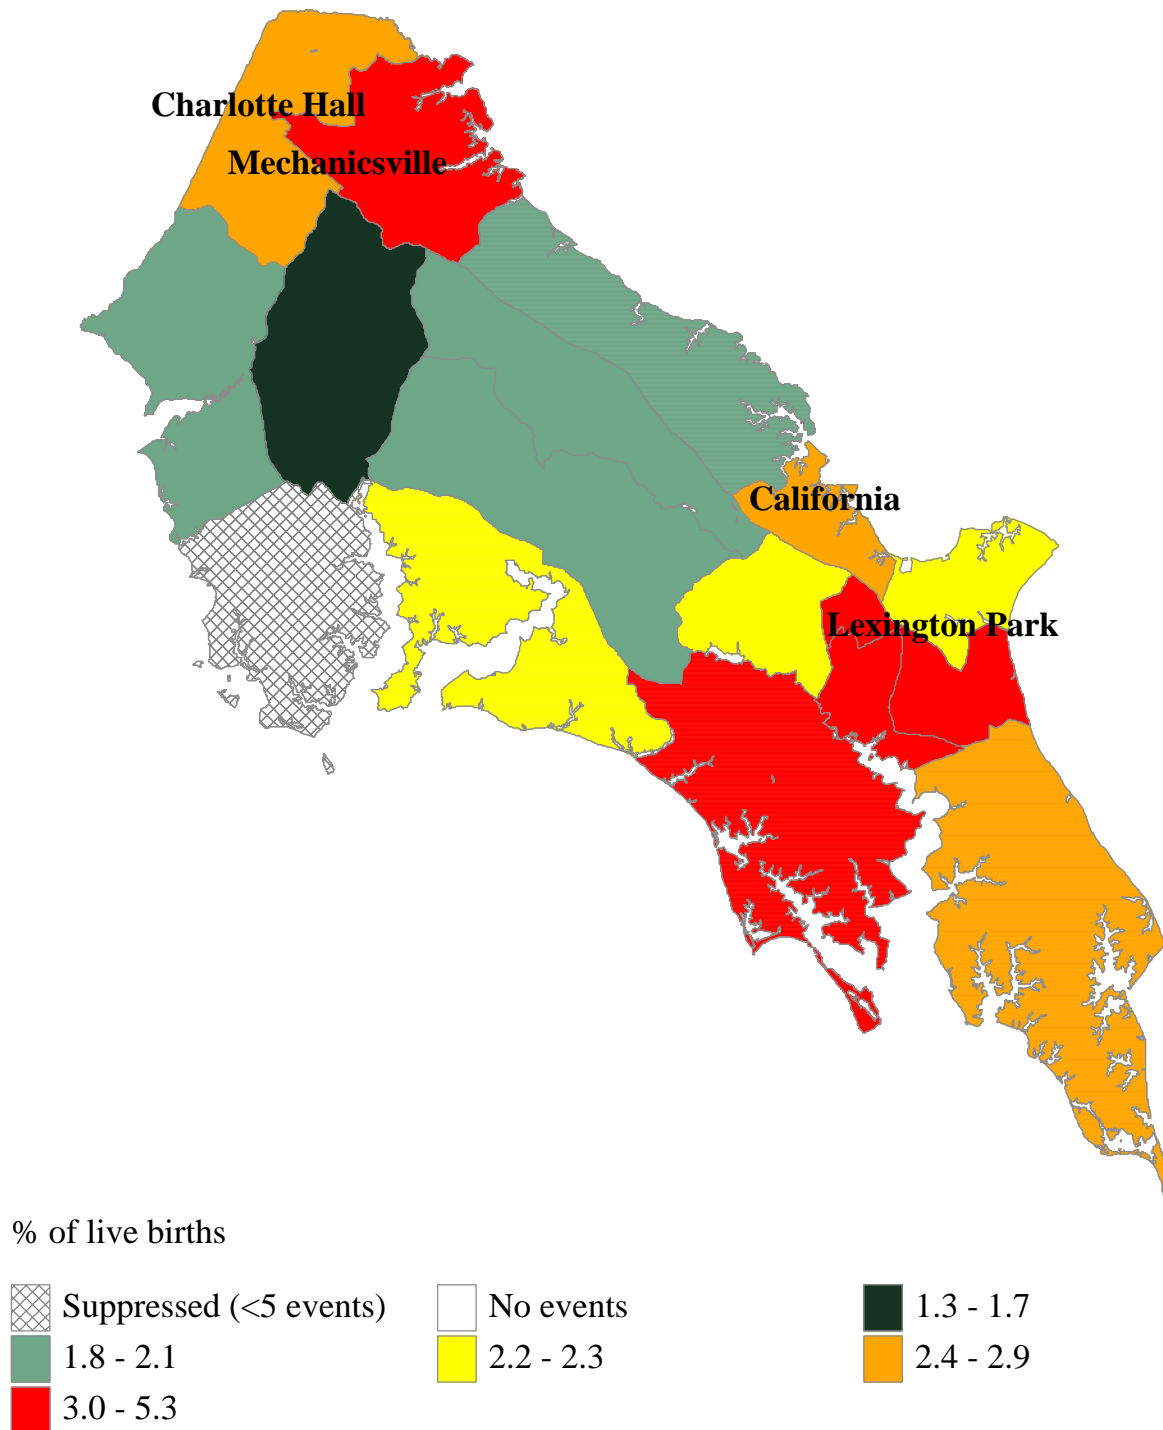 Charlotte Hall
Mechanicsville
California
Lexington Park
% of live births
Suppressed (<5 events)
No events
1.3 - 1.7
1.8 - 2.1
2.2 - 2.3
2.4 - 2.9
3.0 - 5.3